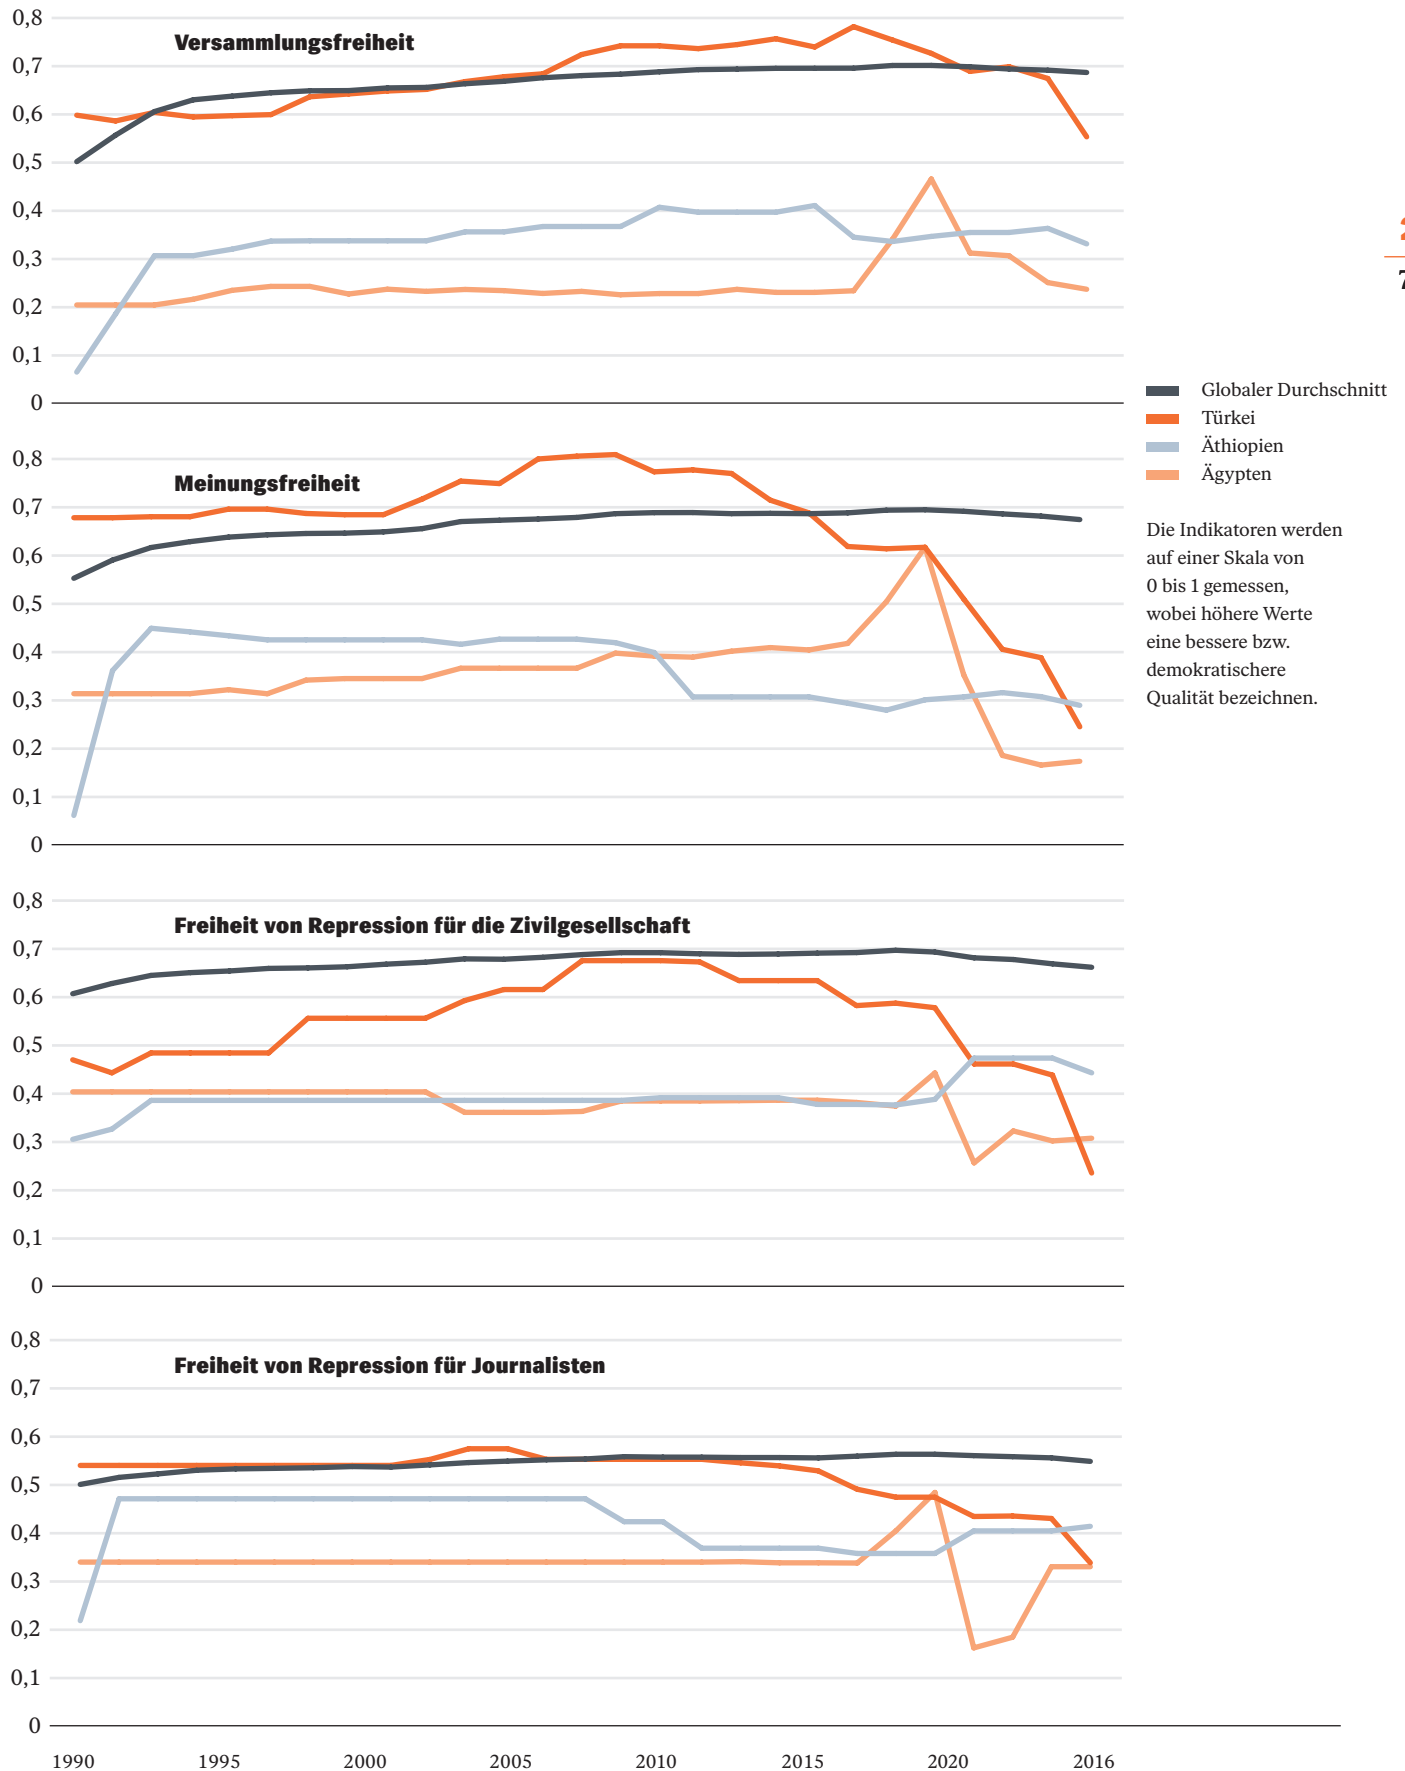 0,8
Versammlungsfreiheit
0,7
0,6
0,5
0,4
0,3
0,2
0,1
0
2
7
Globaler Durchschnitt
Türkei
Äthiopien
Ägypten
Die Indikatoren werden
auf einer Skala von
0 bis 1 gemessen,
wobei höhere Werte
eine bessere bzw.
demokratischere
Qualität bezeichnen.
0,8
Meinungsfreiheit
0,7
0,6
0,5
0,4
0,3
0,2
0,1
0
0,8
Freiheit von Repression für die Zivilgesellschaft
0,7
0,6
0,5
0,4
0,3
0,2
0,1
0
0,8
Freiheit von Repression für Journalisten
0,7
0,6
0,5
0,4
0,3
0,2
0,1
0
1990 1995 2000 2005 2010 2015 2020 2016